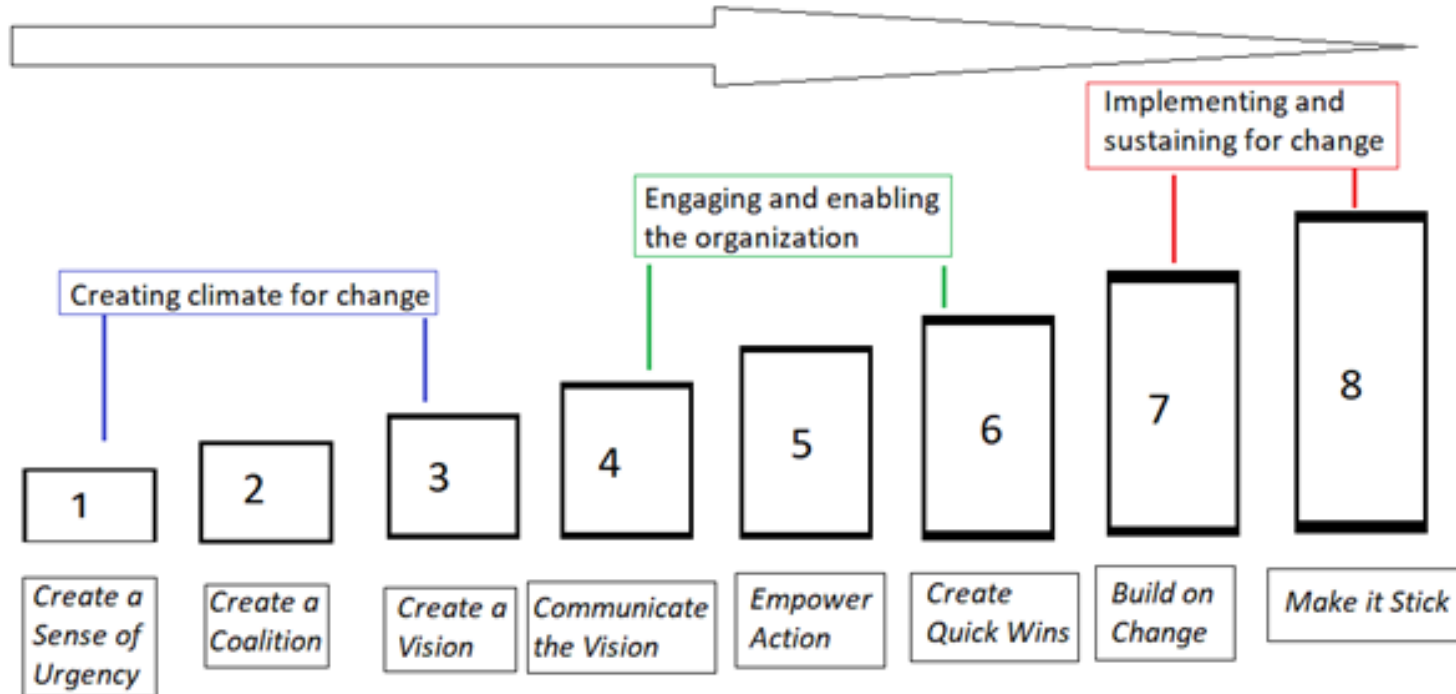 Implementing and
sustaining for change
Engaging and enabling
the organization
Creating climate for change
1
2
3
4
5
6
7
8
Create a
Sense of
Urgency
Create a
Coalition
Create a
Vision
Communicate
the Vision
Empower
Action
Create
Quick Wins
Build on
Change
Make it Stick